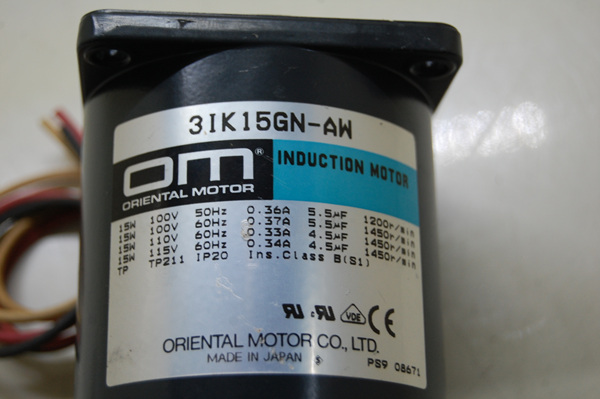 3IK15GN-AW
om®
ORIENTAL MOTOR
INDUCTION MOTOR
15W 100V 50Hz 0.36A 5.5μF 1200r/min
15W 100V 60Hz 0.37A 5.5μF 1450r/min
15W 110V 60Hz 0.33A 4.5μF 1450r/min
15W 115V 60Hz 0.34A 4.5μF 1450r/min
TP TP211 IP20 Ins.Class B(S1)
VDE CE
ORIENTAL MOTOR CO., LTD.
MADE IN JAPAN S
PS9 08671